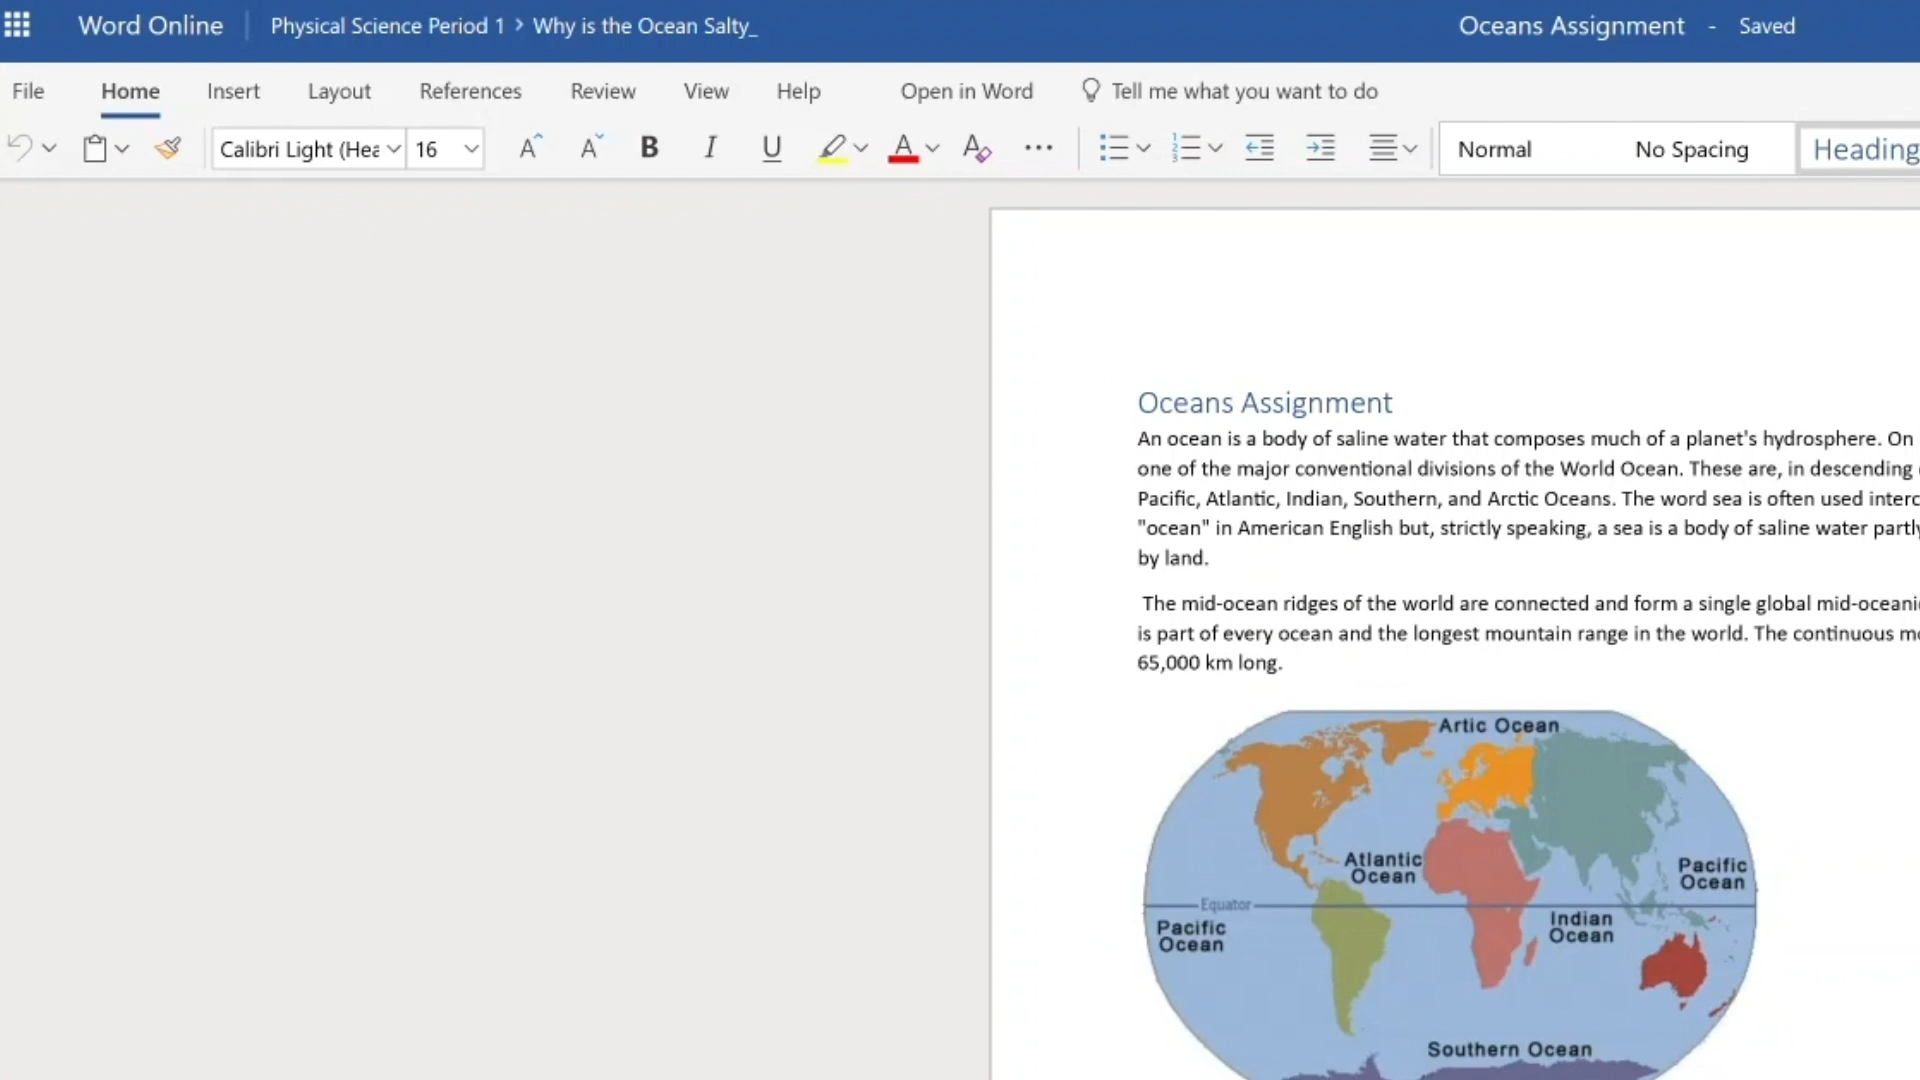 Word Online
Physical Science Period 1 > Why is the Ocean Salty_
Oceans Assignment - Saved
File Home Insert Layout References Review View Help Open in Word Tell me what you want to do
Calibri Light (Hea 16 A A B I U A A ... Normal No Spacing Heading
Oceans Assignment
An ocean is a body of saline water that composes much of a planet's hydrosphere. On
one of the major conventional divisions of the World Ocean. These are, in descending
Pacific, Atlantic, Indian, Southern, and Arctic Oceans. The word sea is often used interc
"ocean" in American English but, strictly speaking, a sea is a body of saline water partly
by land.
The mid-ocean ridges of the world are connected and form a single global mid-oceani
is part of every ocean and the longest mountain range in the world. The continuous mo
65,000 km long.
Artic Ocean
Atlantic
Ocean
Pacific
Ocean
Equator
Pacific
Ocean
Indian
Ocean
Southern Ocean